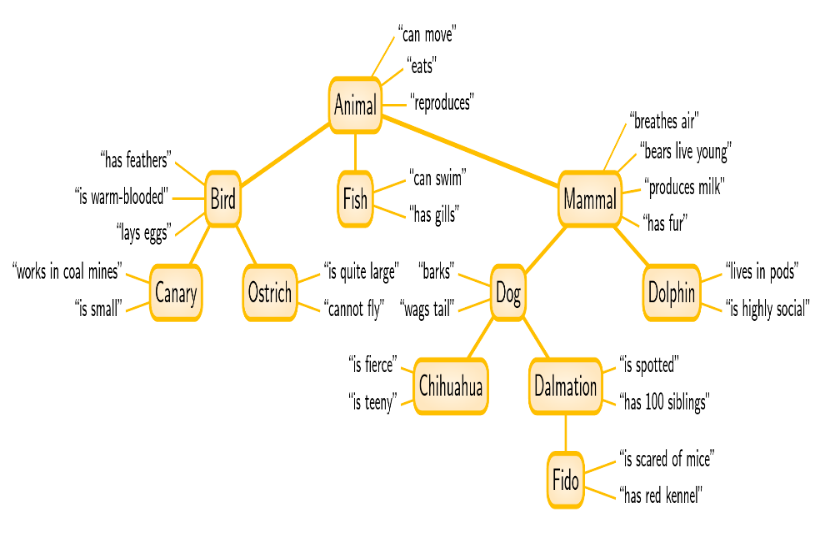 “can move”
“eats”
Animal
“reproduces”
“breathes air”
“bears live young”
“has feathers”
“is warm-blooded”
“lays eggs”
Bird
Fish
“can swim”
“has gills”
Mammal
“produces milk”
“has fur”
“works in coal mines”
“is small”
Canary
Ostrich
“is quite large”
“cannot fly”
“barks”
“wags tail”
Dog
Dolphin
“lives in pods”
“is highly social”
“is fierce”
“is teeny”
Chihuahua
Dalmation
“is spotted”
“has 100 siblings”
Fido
“is scared of mice”
“has red kennel”